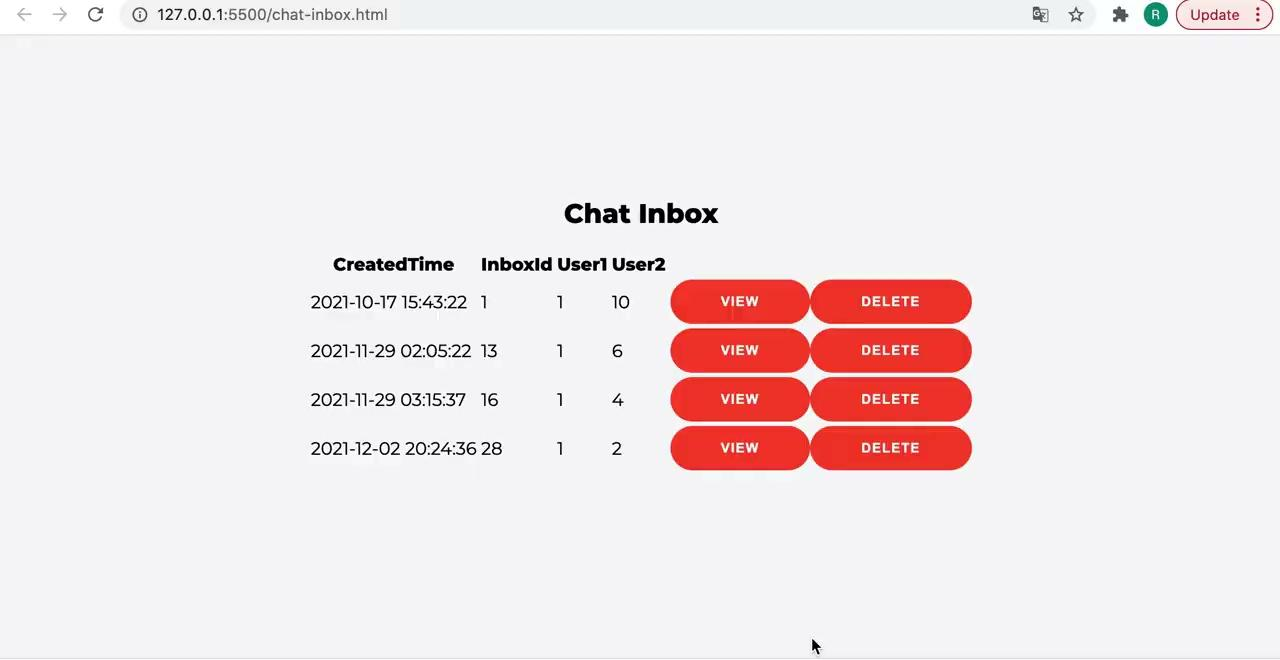 127.0.0.1:5500/chat-inbox.html R Update
Chat Inbox
CreatedTime InboxId User1 User2
2021-10-17 15:43:22 1 1 10 VIEW DELETE
2021-11-29 02:05:22 13 1 6 VIEW DELETE
2021-11-29 03:15:37 16 1 4 VIEW DELETE
2021-12-02 20:24:36 28 1 2 VIEW DELETE